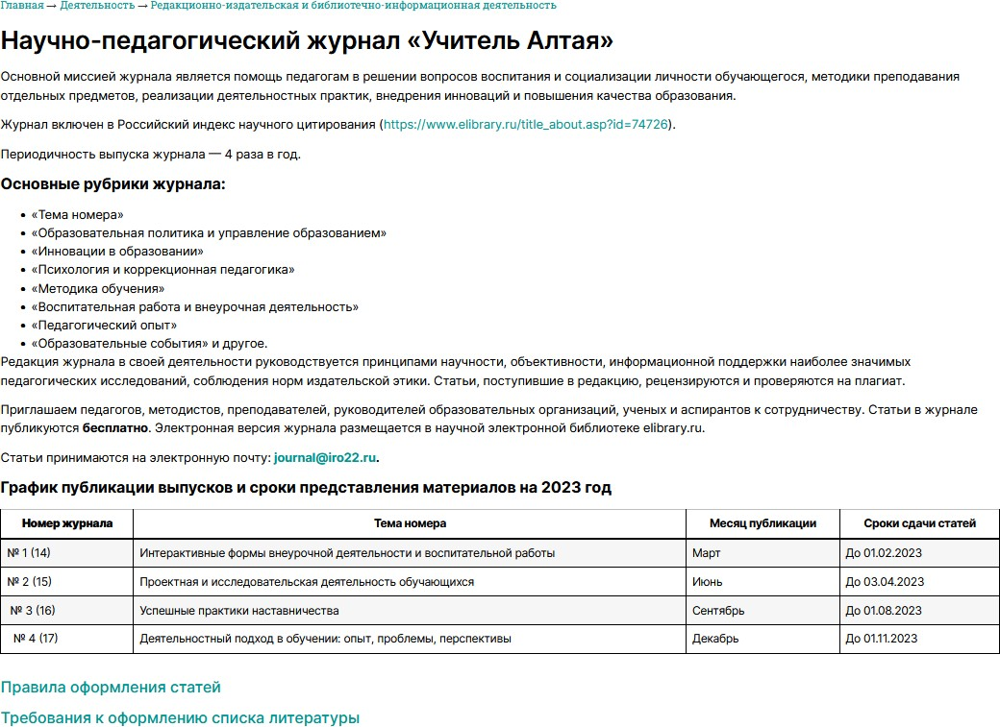 Главная → Деятельность → Редакционно-издательская и библиотечно-информационная деятельность
Научно-педагогический журнал «Учитель Алтая»
Основной миссией журнала является помощь педагогам в решении вопросов воспитания и социализации личности обучающегося, методики преподавания
отдельных предметов, реализации деятельностных практик, внедрения инноваций и повышения качества образования.
Журнал включен в Российский индекс научного цитирования (https://www.elibrary.ru/title_about.asp?id=74726).
Периодичность выпуска журнала — 4 раза в год.
Основные рубрики журнала:
• «Тема номера»
• «Образовательная политика и управление образованием»
• «Инновации в образовании»
• «Психология и коррекционная педагогика»
• «Методика обучения»
• «Воспитательная работа и внеурочная деятельность»
• «Педагогический опыт»
• «Образовательные события» и другое.
Редакция журнала в своей деятельности руководствуется принципами научности, объективности, информационной поддержки наиболее значимых
педагогических исследований, соблюдения норм издательской этики. Статьи, поступившие в редакцию, рецензируются и проверяются на плагиат.
Приглашаем педагогов, методистов, преподавателей, руководителей образовательных организаций, ученых и аспирантов к сотрудничеству. Статьи в журнале
публикуются бесплатно. Электронная версия журнала размещается в научной электронной библиотеке elibrary.ru.
Статьи принимаются на электронную почту: journal@iro22.ru.
График публикации выпусков и сроки представления материалов на 2023 год
Номер журнала Тема номера Месяц публикации Сроки сдачи статей
№ 1 (14) Интерактивные формы внеурочной деятельности и воспитательной работы Март До 01.02.2023
№ 2 (15) Проектная и исследовательская деятельность обучающихся Июнь До 03.04.2023
№ 3 (16) Успешные практики наставничества Сентябрь До 01.08.2023
№ 4 (17) Деятельностный подход в обучении: опыт, проблемы, перспективы Декабрь До 01.11.2023
Правила оформления статей
Требования к оформлению списка литературы